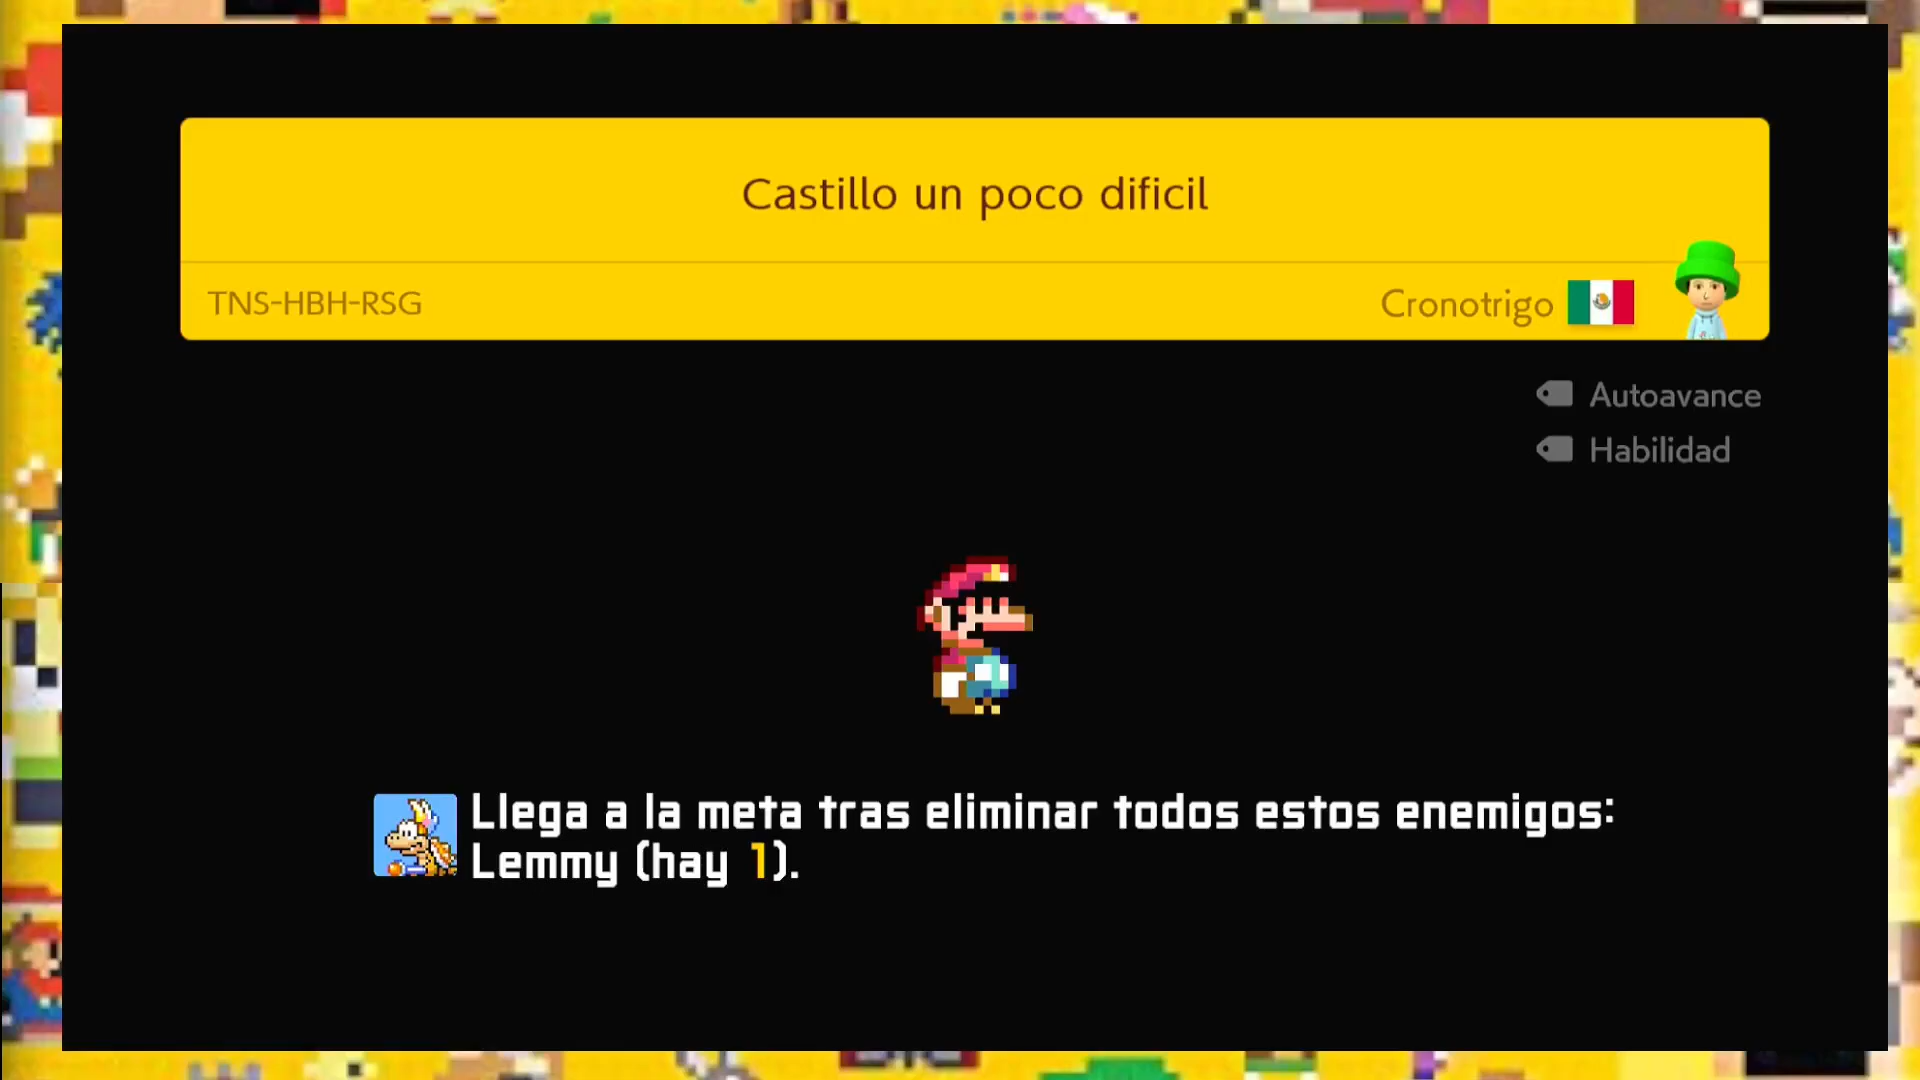 Castillo un poco dificil
TNS-HBH-RSG
Cronotrigo
Autoavance
Habilidad
Llega a la meta tras eliminar todos estos enemigos:
Lemmy (hay 1).